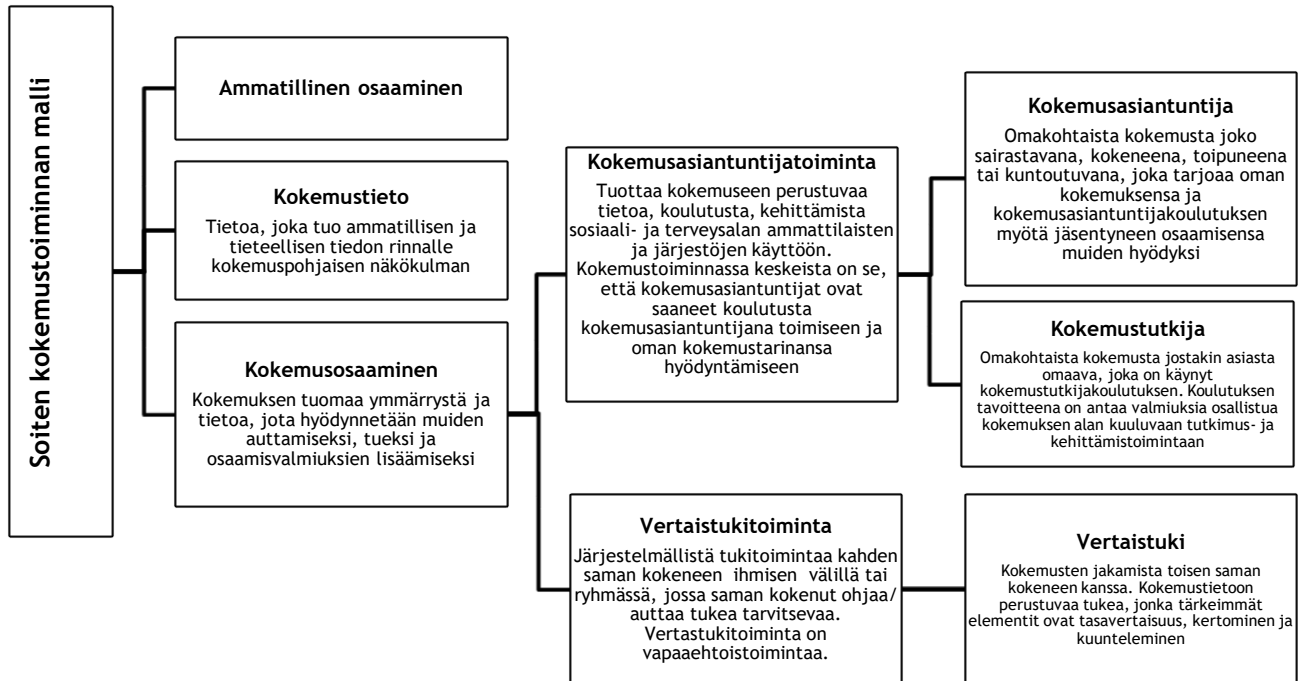 Soiten kokemustoiminnan malli
Ammatillinen osaaminen
Kokemustieto
Tietoa, joka tuo ammatillisen ja
tieteellisen tiedon rinnalle
kokemuspohjaisen näkökulman
Kokemusosaaminen
Kokemuksen tuomaa ymmärrystä ja
tietoa, jota hyödynnetään muiden
auttamiseksi, tueksi ja
osaamisvalmiuksien lisäämiseksi
Kokemusasiantuntijatoiminta
Tuottaa kokemuseen perustuvaa
tietoa, koulutusta, kehittämista
sosiaali- ja terveysalan ammattilaisten
ja järjestöjen käyttöön.
Kokemustoiminnassa keskeista on se,
että kokemusasiantuntijat ovat
saaneet koulutusta
kokemusasiantuntijana toimiseen ja
oman kokemustarinansa
hyödyntämiseen
Kokemusasiantuntija
Omakohtaista kokemusta joko
sairastavana, kokeneena, toipuneena
tai kuntoutuvana, joka tarjoaa oman
kokemuksensa ja
kokemusasiantuntijakoulutuksen
myötä jäsentyneen osaamisensa
muiden hyödyksi
Kokemustutkija
Omakohtaista kokemusta jostakin asiasta
omaava, joka on käynyt
kokemustutkijakoulutuksen. Koulutuksen
tavoitteena on antaa valmiuksia osallistua
kokemuksen alan kuuluvaan tutkimus- ja
kehittämistoimintaan
Vertaistukitoiminta
Järjestelmällistä tukitoimintaa kahden
saman kokeneen ihmisen välillä tai
ryhmässä, jossa saman kokenut ohjaa/
auttaa tukea tarvitsevaa.
Vertastukitoiminta on
vapaaehtoistoimintaa.
Vertaistuki
Kokemusten jakamista toisen saman
kokeneen kanssa. Kokemustietoon
perustuvaa tukea, jonka tärkeimmät
elementit ovat tasavertaisuus, kertominen ja
kuunteleminen